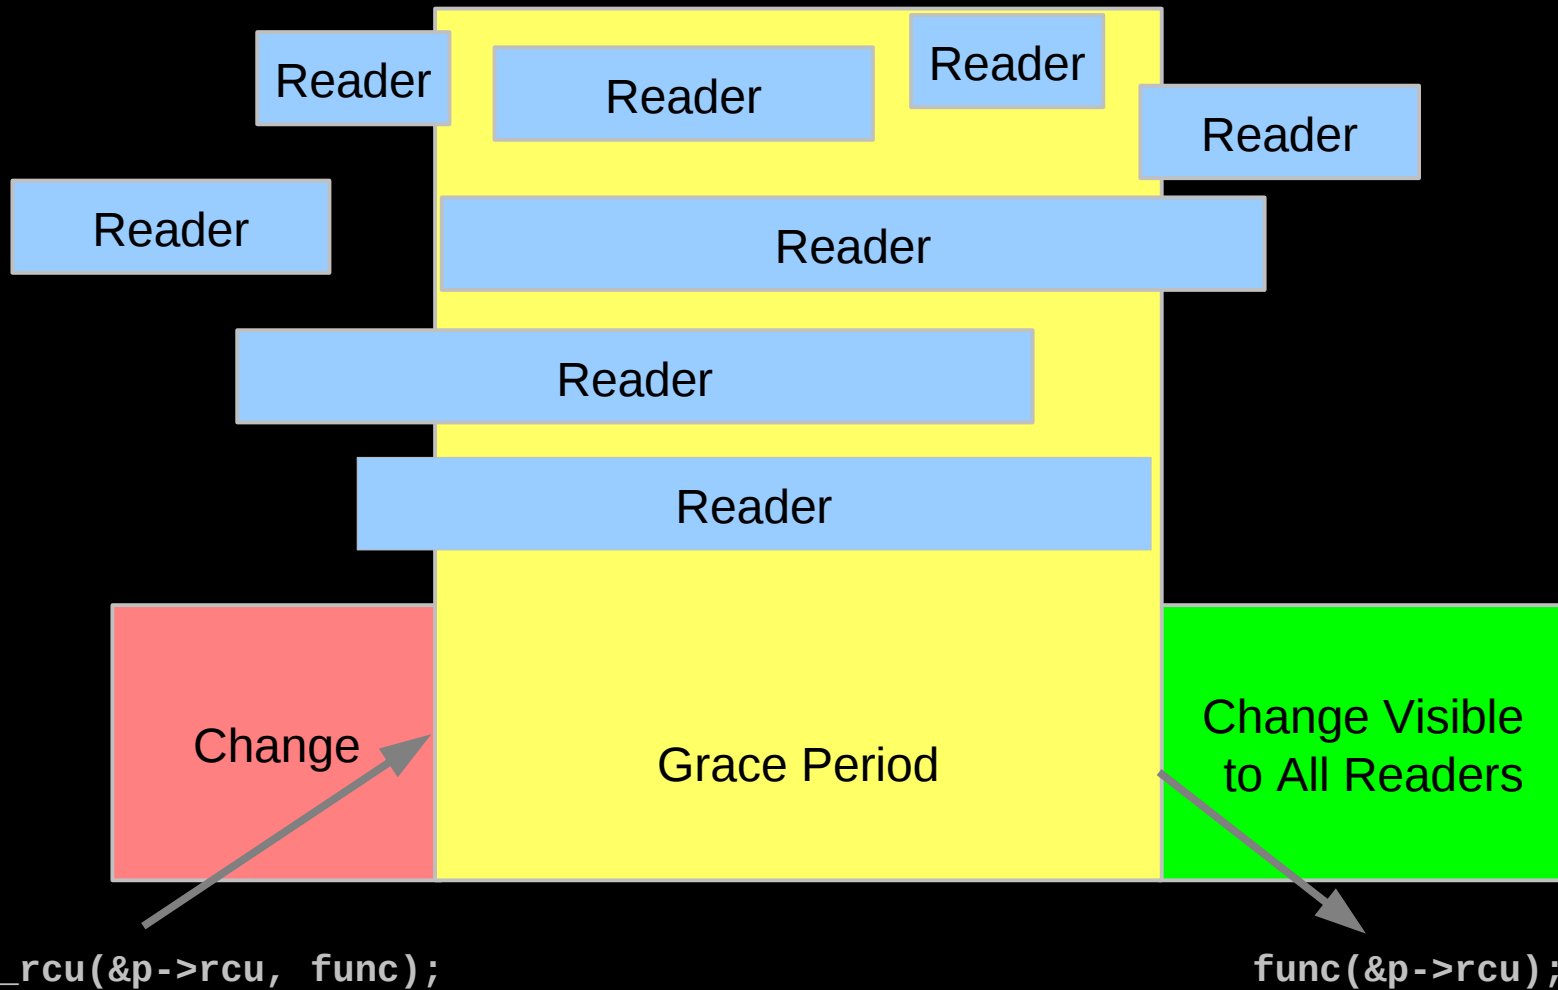 Reader
Reader
Reader
Reader
Reader
Reader
Reader
Reader
Change
Grace Period
Change Visible
to All Readers
_rcu(&p->rcu, func);
func(&p->rcu);